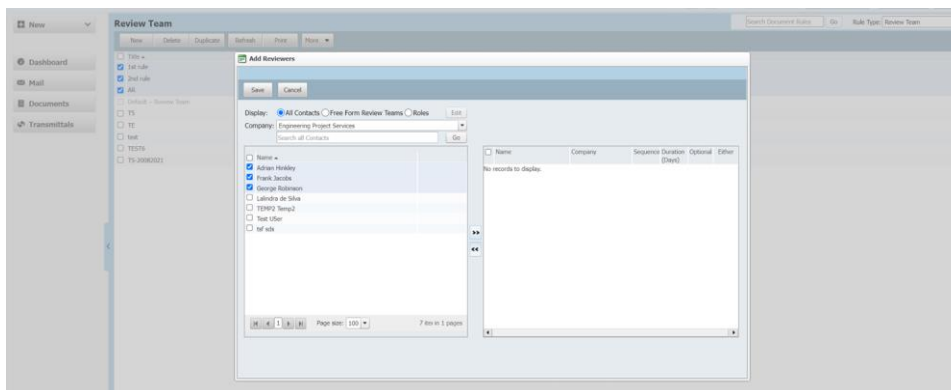 New
Dashboard
Mail
Documents
Transmittals
Review Team
Search Document Rules Go Rule Type: Review Team
New Delete Duplicate Refresh Print More
Title
1st rule
2nd rule
AR
Default - Review Team
TS
TE
test
TEST6
TS-20082021
Add Reviewers
Save Cancel
Display: All Contacts Free Form Review Teams Roles Edit
Company: Engineering Project Services
Search all Contacts Go
Name
Adrian Hinkley
Frank Jacobs
George Robinson
Lalindra de Silva
TEMP2 Temp2
Test USer
tsf sds
1 Page size: 100 7 item in 1 pages
>>
<<
Name Company Sequence Duration Optional Either
(Days)
No records to display.